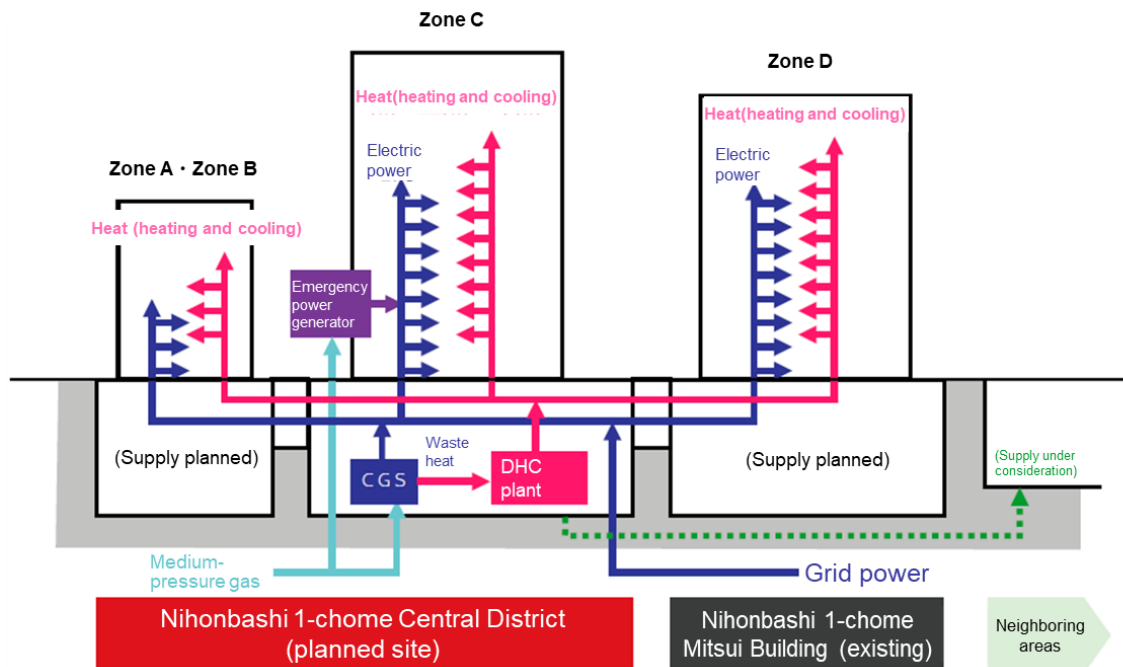 Zone C
Heat(heating and cooling)
Electric
power
Zone D
Heat(heating and cooling)
Electric
power
Zone A・Zone B
Heat (heating and cooling)
Emergency
power
generator
(Supply planned)
CGS
Waste
heat
DHC
plant
(Supply planned)
(Supply under
consideration)
Medium-
pressure gas
Grid power
Nihonbashi 1-chome Central District
(planned site)
Nihonbashi 1-chome
Mitsui Building (existing)
Neighboring
areas